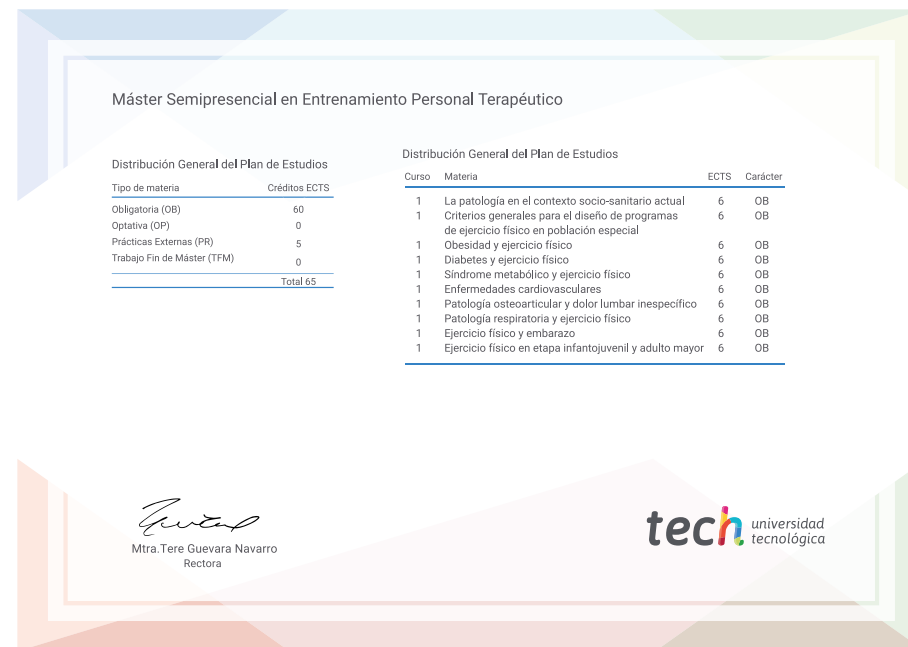 Máster Semipresencial en Entrenamiento Personal Terapéutico
Distribución General del Plan de Estudios
Tipo de materia Créditos ECTS
Obligatoria (OB) 60
Optativa (OP) 0
Prácticas Externas (PR) 5
Trabajo Fin de Máster (TFM) 0
Total 65
Distribución General del Plan de Estudios
Curso Materia ECTS Carácter
1 La patología en el contexto socio-sanitario actual 6 OB
1 Criterios generales para el diseño de programas 6 OB
de ejercicio físico en población especial
1 Obesidad y ejercicio físico 6 OB
1 Diabetes y ejercicio físico 6 OB
1 Síndrome metabólico y ejercicio físico 6 OB
1 Enfermedades cardiovasculares 6 OB
1 Patología osteoarticular y dolor lumbar inespecífico 6 OB
1 Patología respiratoria y ejercicio físico 6 OB
1 Ejercicio físico y embarazo 6 OB
1 Ejercicio físico en etapa infantojuvenil y adulto mayor 6 OB
Mtra.Tere Guevara Navarro
Rectora
tech universidad
tecnológica